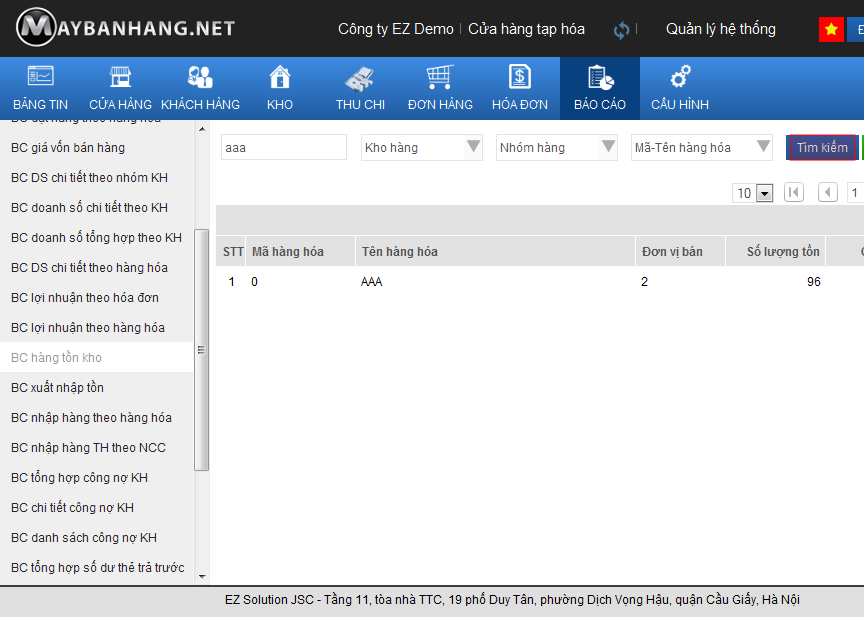 MAYBANHANG.NET
Công ty EZ Demo | Cửa hàng tạp hóa | Quản lý hệ thống
BẢNG TIN CỬA HÀNG KHÁCH HÀNG KHO THU CHI ĐƠN HÀNG HÓA ĐƠN BÁO CÁO CẤU HÌNH
BC đặt hàng theo hàng hóa
BC giá vốn bán hàng
BC DS chi tiết theo nhóm KH
BC doanh số chi tiết theo KH
BC doanh số tổng hợp theo KH
BC DS chi tiết theo hàng hóa
BC lợi nhuận theo hóa đơn
BC lợi nhuận theo hàng hóa
BC hàng tồn kho
BC xuất nhập tồn
BC nhập hàng theo hàng hóa
BC nhập hàng TH theo NCC
BC tổng hợp công nợ KH
BC chi tiết công nợ KH
BC danh sách công nợ KH
BC tổng hợp số dư thẻ trả trước
aaa Kho hàng Nhóm hàng Mã-Tên hàng hóa Tìm kiếm
10 1
STT Mã hàng hóa Tên hàng hóa Đơn vị bán Số lượng tồn
1 0 AAA 2 96
EZ Solution JSC - Tầng 11, tòa nhà TTC, 19 phố Duy Tân, phường Dịch Vọng Hậu, quận Cầu Giấy, Hà Nội